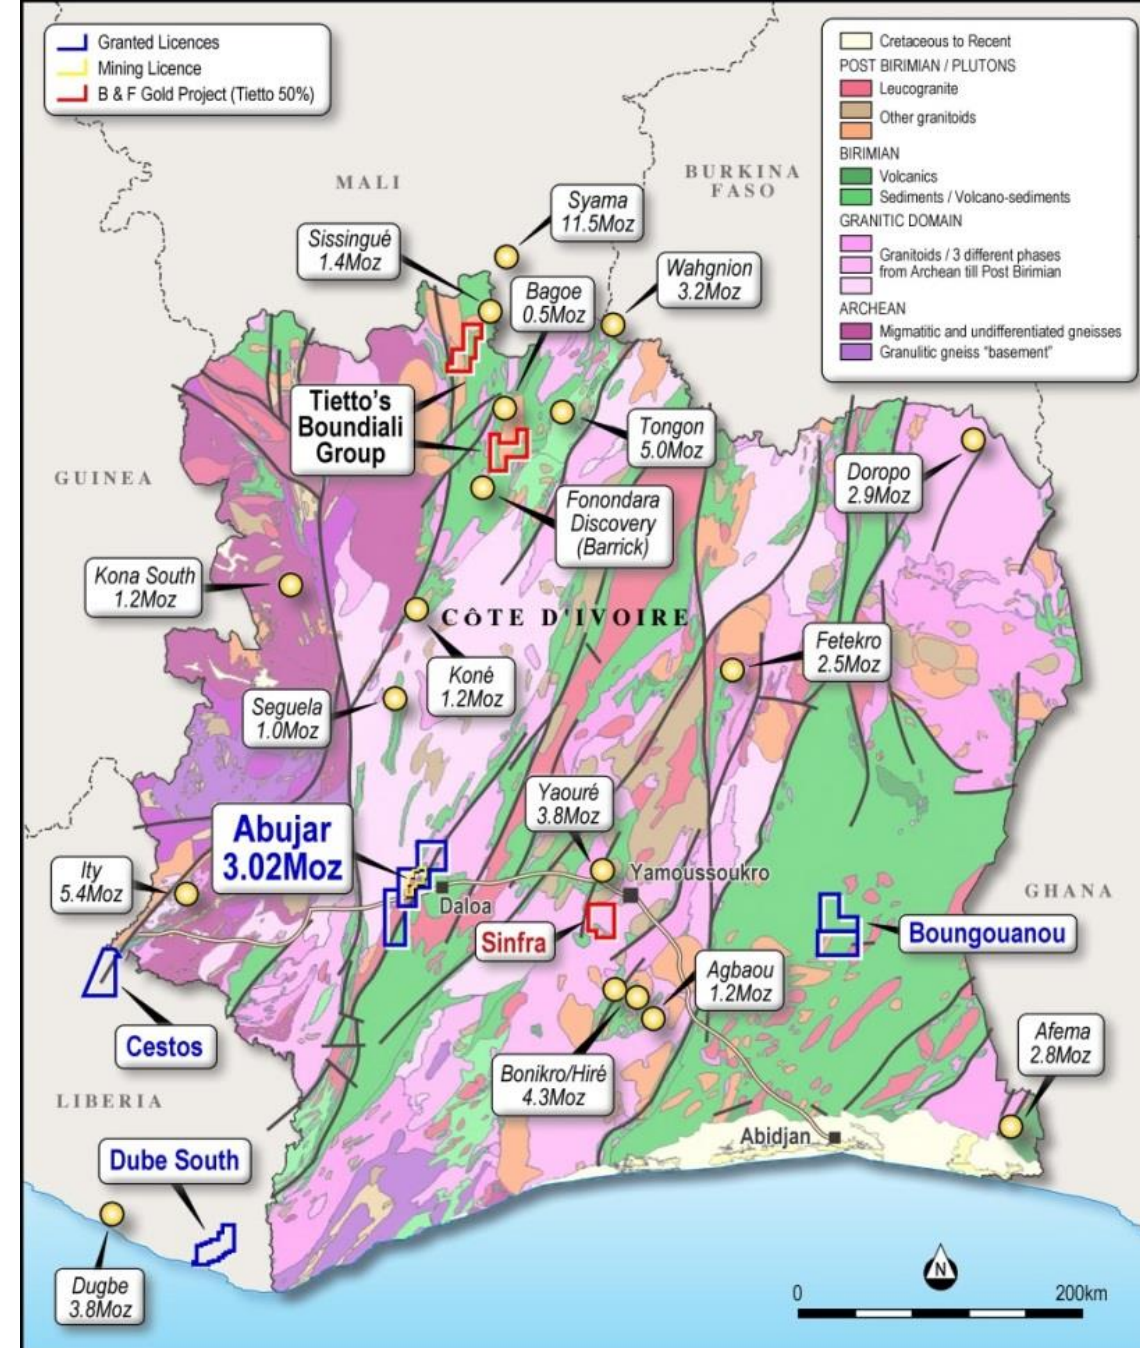 Granted Licences
Mining Licence
B & F Gold Project (Tietto 50%)
Cretaceous to Recent
POST BIRIMIAN / PLUTONS
Leucogranite
Other granitoids
BIRIMIAN
Volcanics
Sediments / Volcano-sediments
GRANITIC DOMAIN
Granitoids / 3 different phases
from Archean till Post Birimian
ARCHEAN
Migmatitic and undifferentiated gneisses
Granulitic gneiss “basement”
MALI
BURKINA
FASO
Syama
11.5Moz
Sissingué
1.4Moz
Bagoe
0.5Moz
Wahgnion
3.2Moz
Tietto's
Boundiali
Group
Tongon
5.0Moz
Doropo
2.9Moz
GUINEA
Fonondara
Discovery
(Barrick)
Kona South
1.2Moz
CÔTE D'IVOIRE
Koné
1.2Moz
Fetekro
2.5Moz
Seguela
1.0Moz
Yaouré
3.8Moz
Abujar
3.02Moz
Ity
5.4Moz
Yamoussoukro
Daloa
GHANA
Sinfra
Boungouanou
Agbaou
1.2Moz
Cestos
Bonikro/Hiré
4.3Moz
Afema
2.8Moz
LIBERIA
Abidjan
Dube South
Dugbe
3.8Moz
N
0
200km